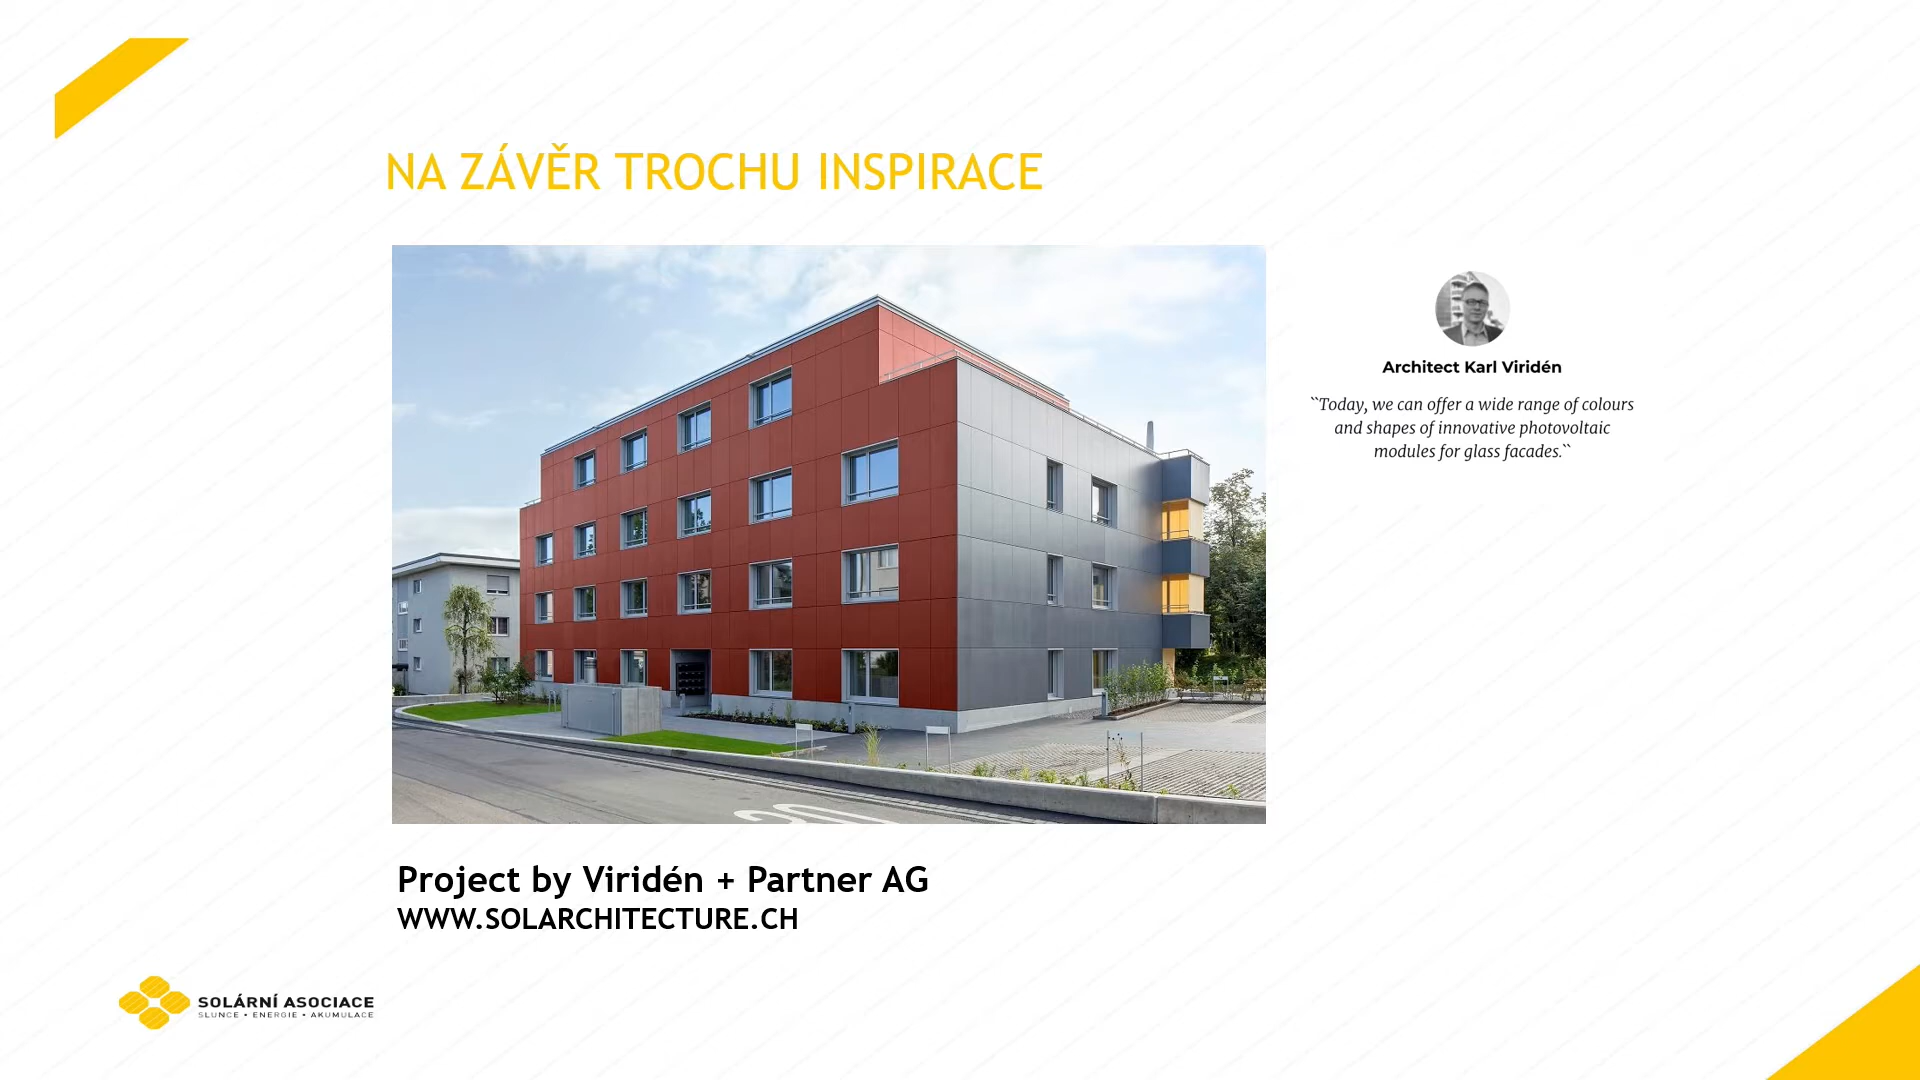 NA ZÁVĚR TROCHU INSPIRACE
Architect Karl Viridén
``Today, we can offer a wide range of colours
and shapes of innovative photovoltaic
modules for glass facades.``
30
Project by Viridén + Partner AG
WWW.SOLARCHITECTURE.CH
SOLÁRNÍ ASOCIACE
SLUNCE • ENERGIE • AKUMULACE